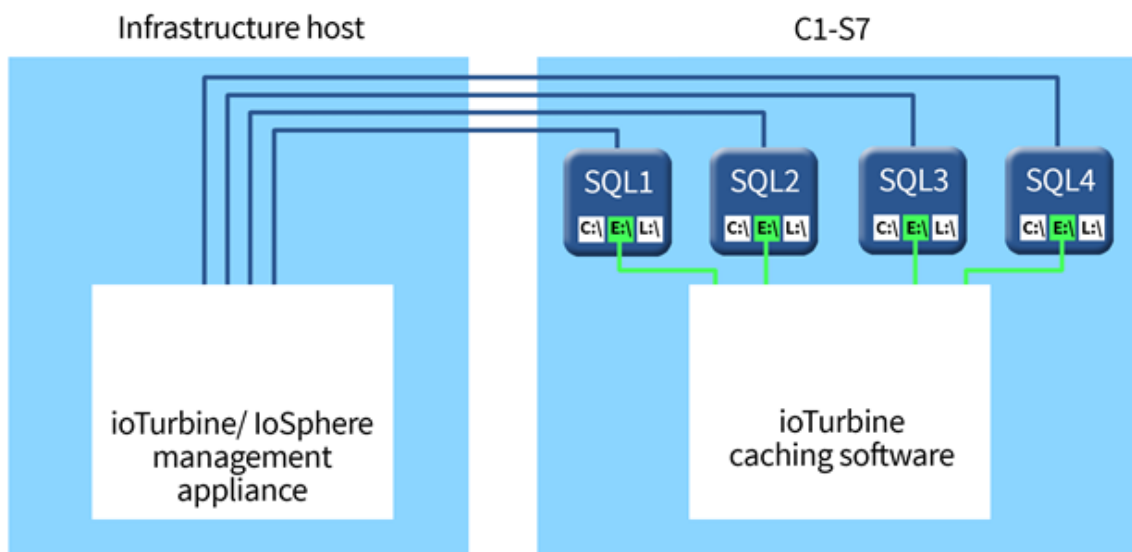 Infrastructure host
C1-S7
SQL1
C:\ E:\ L:\
SQL2
C:\ E:\ L:\
SQL3
C:\ E:\ L:\
SQL4
C:\ E:\ L:\
ioTurbine/ IoSphere
management
appliance
ioTurbine
caching software